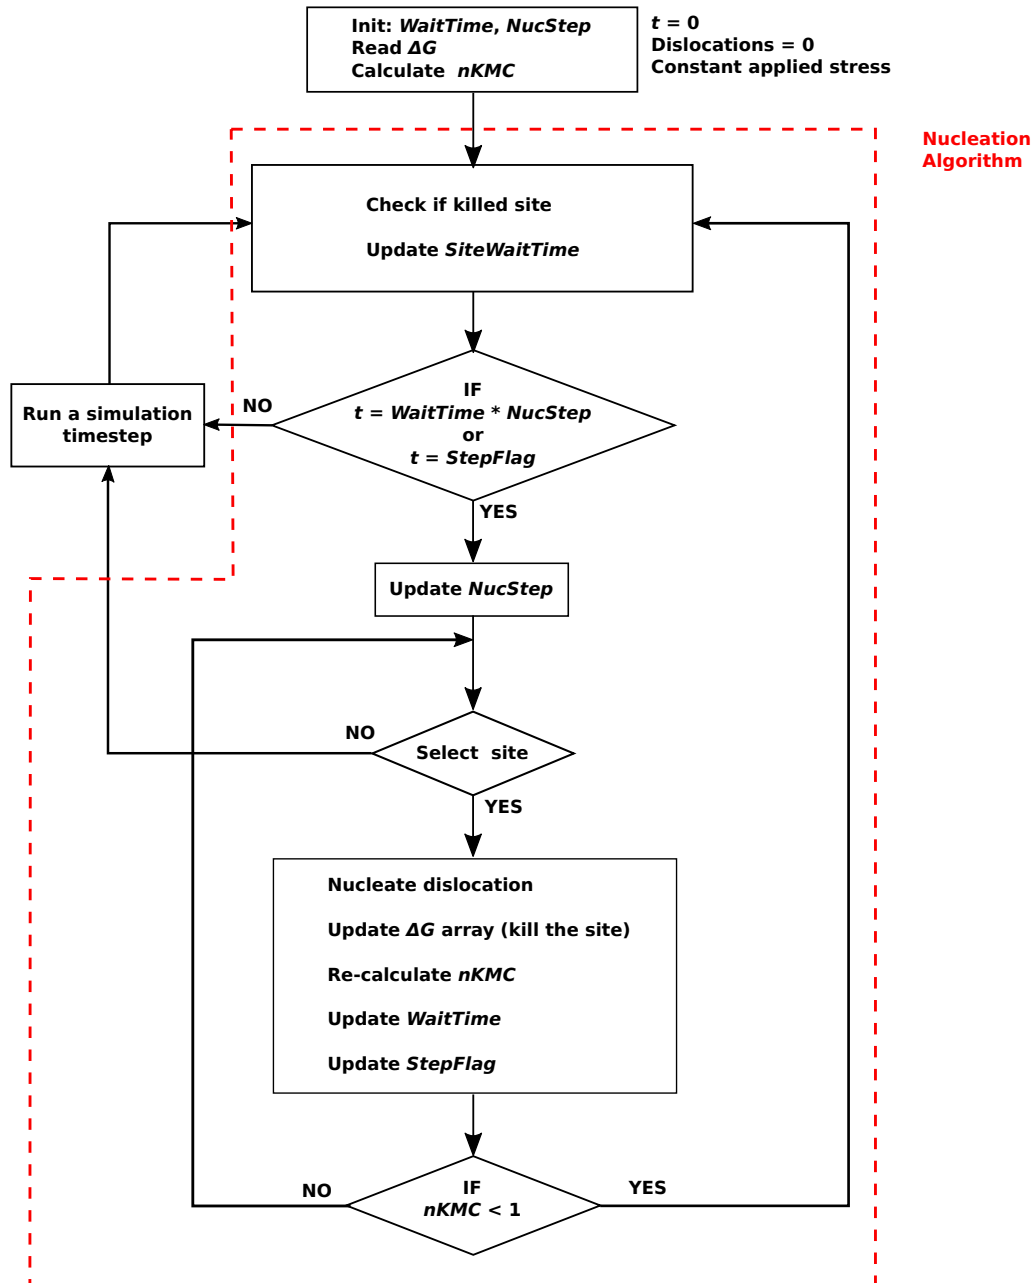 Init: WaitTime, NucStep
Read ΔG
Calculate nKMC
t = 0
Dislocations = 0
Constant applied stress
Nucleation
Algorithm
Check if killed site
Update SiteWaitTime
IF
t = WaitTime * NucStep
or
t = StepFlag
NO
Run a simulation
timestep
YES
Update NucStep
NO
Select site
YES
Nucleate dislocation
Update ΔG array (kill the site)
Re-calculate nKMC
Update WaitTime
Update StepFlag
NO
IF
nKMC < 1
YES